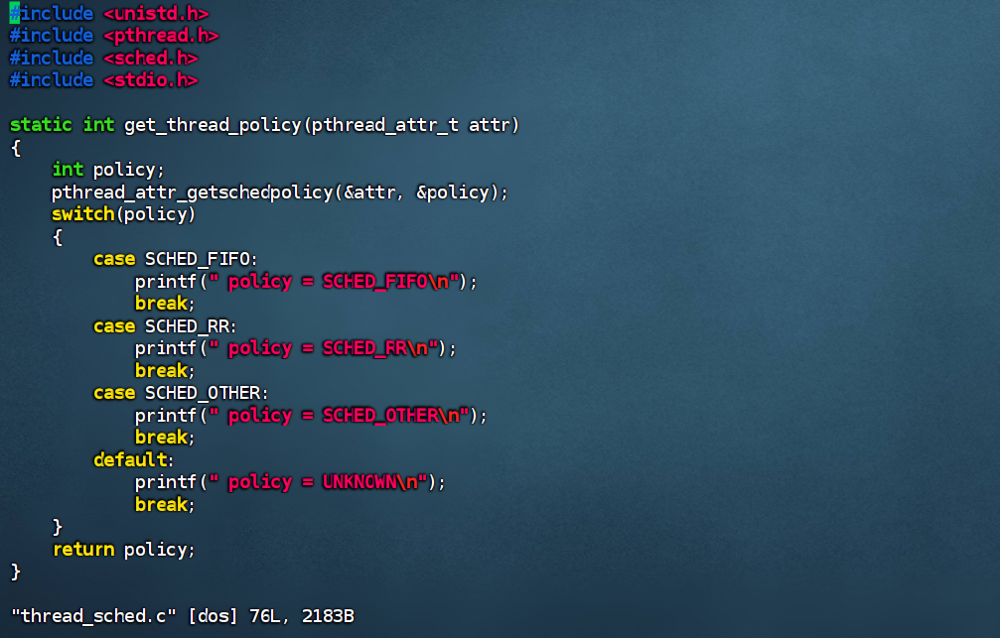 #include <unistd.h>
#include <pthread.h>
#include <sched.h>
#include <stdio.h>

static int get_thread_policy(pthread_attr_t attr)
{
    int policy;
    pthread_attr_getschedpolicy(&attr, &policy);
    switch(policy)
    {
        case SCHED_FIFO:
            printf(" policy = SCHED_FIFO\n");
            break;
        case SCHED_RR:
            printf(" policy = SCHED_RR\n");
            break;
        case SCHED_OTHER:
            printf(" policy = SCHED_OTHER\n");
            break;
        default:
            printf(" policy = UNKNOWN\n");
            break;
    }
    return policy;
}

"thread_sched.c" [dos] 76L, 2183B